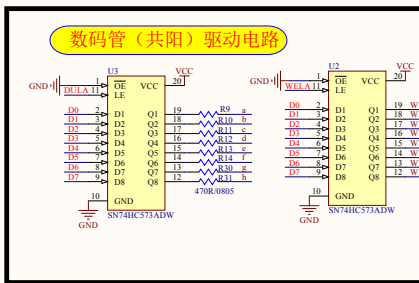 数码管（共阳）驱动电路
U3
VCC
GND
1
OE
VCC
20
DULA
11
LE
D0 2 D1 Q1 19 R9 a
D1 3 D2 Q2 18 R10 b
D2 4 D3 Q3 17 R11 c
D3 5 D4 Q4 16 R12 d
D4 6 D5 Q5 15 R13 e
D5 7 D6 Q6 14 R14 f
D6 8 D7 Q7 13 R30 g
D7 9 D8 Q8 12 R31 h
470R/0805
10
GND
GND
SN74HC573ADW
U2
VCC
GND
1
OE
VCC
20
WELA
11
LE
D0 2 D1 Q1 19 W
D1 3 D2 Q2 18 W
D2 4 D3 Q3 17 W
D3 5 D4 Q4 16 W
D4 6 D5 Q5 15 W
D5 7 D6 Q6 14 W
D6 8 D7 Q7 13 W
D7 9 D8 Q8 12 W
10
GND
GND
SN74HC573ADW